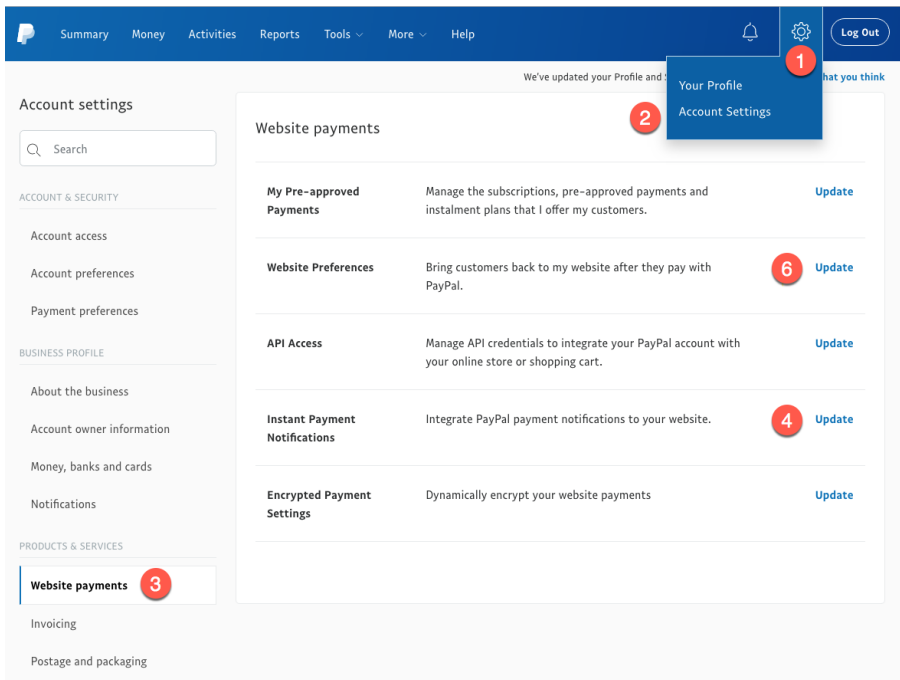 Summary Money Activities Reports Tools More Help Log Out
1
We've updated your Profile and hat you think
Your Profile
2 Account Settings
Account settings
Search
ACCOUNT & SECURITY
Account access
Account preferences
Payment preferences
BUSINESS PROFILE
About the business
Account owner information
Money, banks and cards
Notifications
PRODUCTS & SERVICES
Website payments 3
Invoicing
Postage and packaging
Website payments
My Pre-approved Manage the subscriptions, pre-approved payments and Update
Payments instalment plans that I offer my customers.
Website Preferences Bring customers back to my website after they pay with 6 Update
PayPal.
API Access Manage API credentials to integrate your PayPal account with Update
your online store or shopping cart.
Instant Payment Integrate PayPal payment notifications to your website. 4 Update
Notifications
Encrypted Payment Dynamically encrypt your website payments Update
Settings